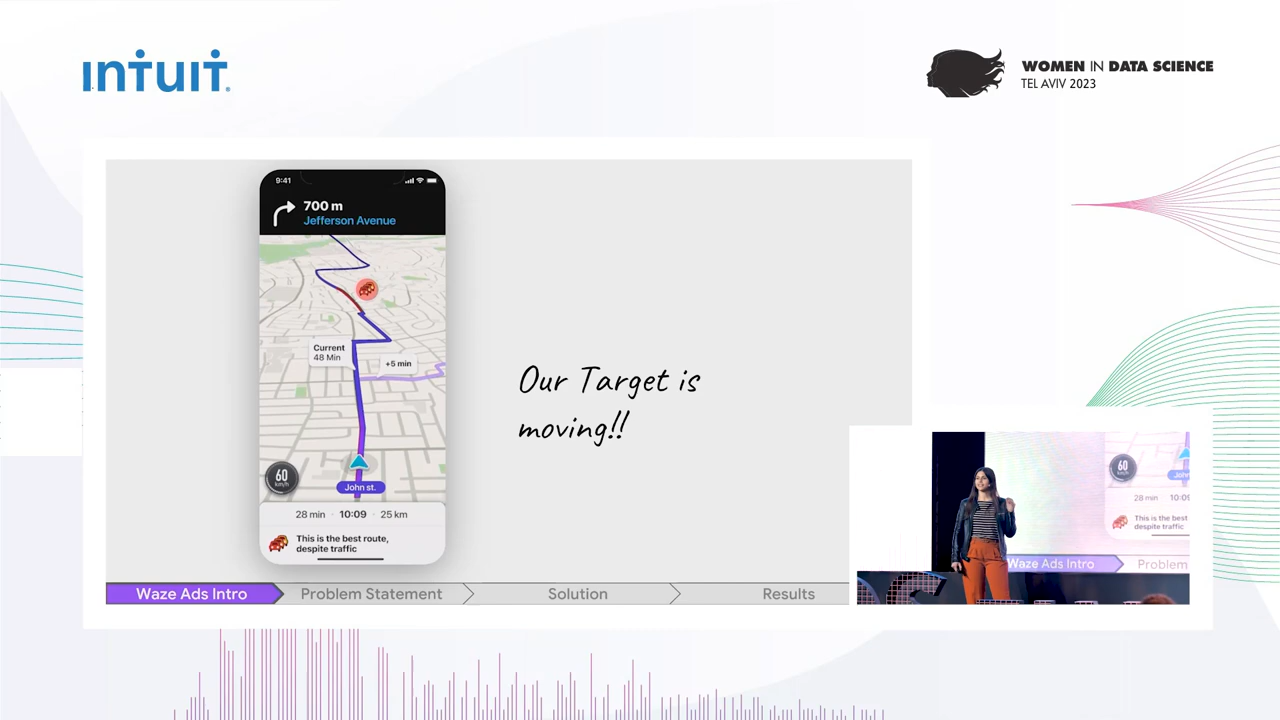 intuit.
WOMEN IN DATA SCIENCE
TEL AVIV 2023
9:41
700 m
Jefferson Avenue
Current
48 Min
+5 min
60
km/h
John st.
28 min · 10:09 · 25 km
This is the best route,
despite traffic
Our Target is
moving!!
Waze Ads Intro
Problem Statement
Solution
Results
60
km/h
28 min · 10:09
This is the best
despite traffic
Waze Ads Intro
Problem